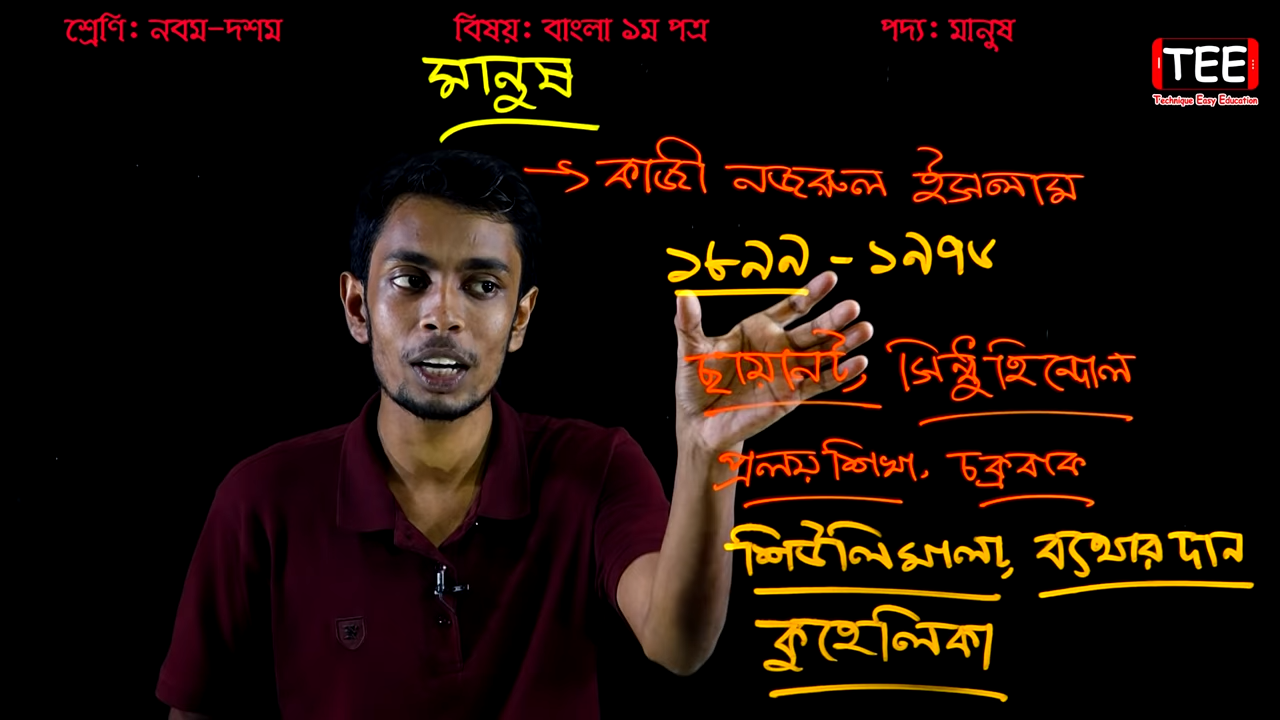 শ্রেণি: নবম-দশম
বিষয়: বাংলা ১ম পত্র
পদ্য: মানুষ
TEE
Technique Easy Education
মানুষ
→ কাজী নজরুল ইসলাম
১৮৯৯ - ১৯৭৬
ছায়ানট, সিন্ধুহিন্দোল
প্রলয়শিখা, চক্রবাক
শিউলিমালা, ব্যথার দান
কুহেলিকা